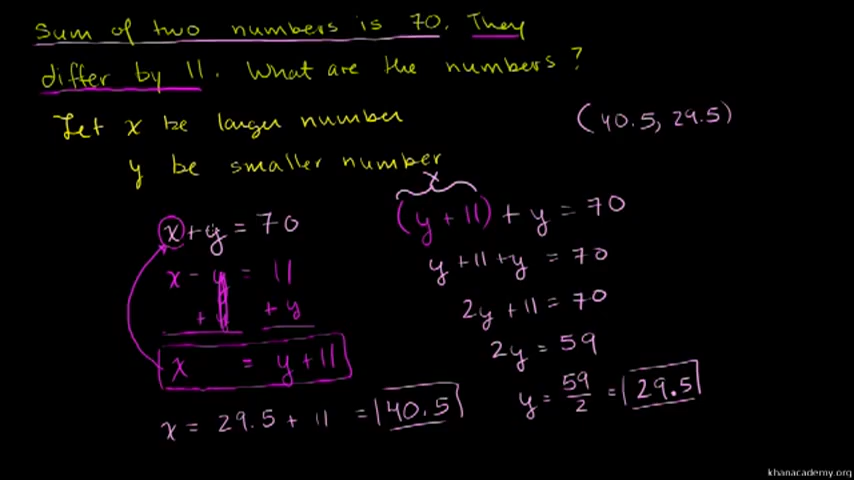 Sum of two numbers is 70. They
differ by 11. What are the numbers?
Let x be larger number
(40.5, 29.5)
y be smaller number
x + y = 70
x - y = 11
+ y + y
x = y + 11
x = 29.5 + 11 = 40.5
x
(y + 11) + y = 70
y + 11 + y = 70
2y + 11 = 70
2y = 59
y = 59/2 = 29.5
khanacademy.org